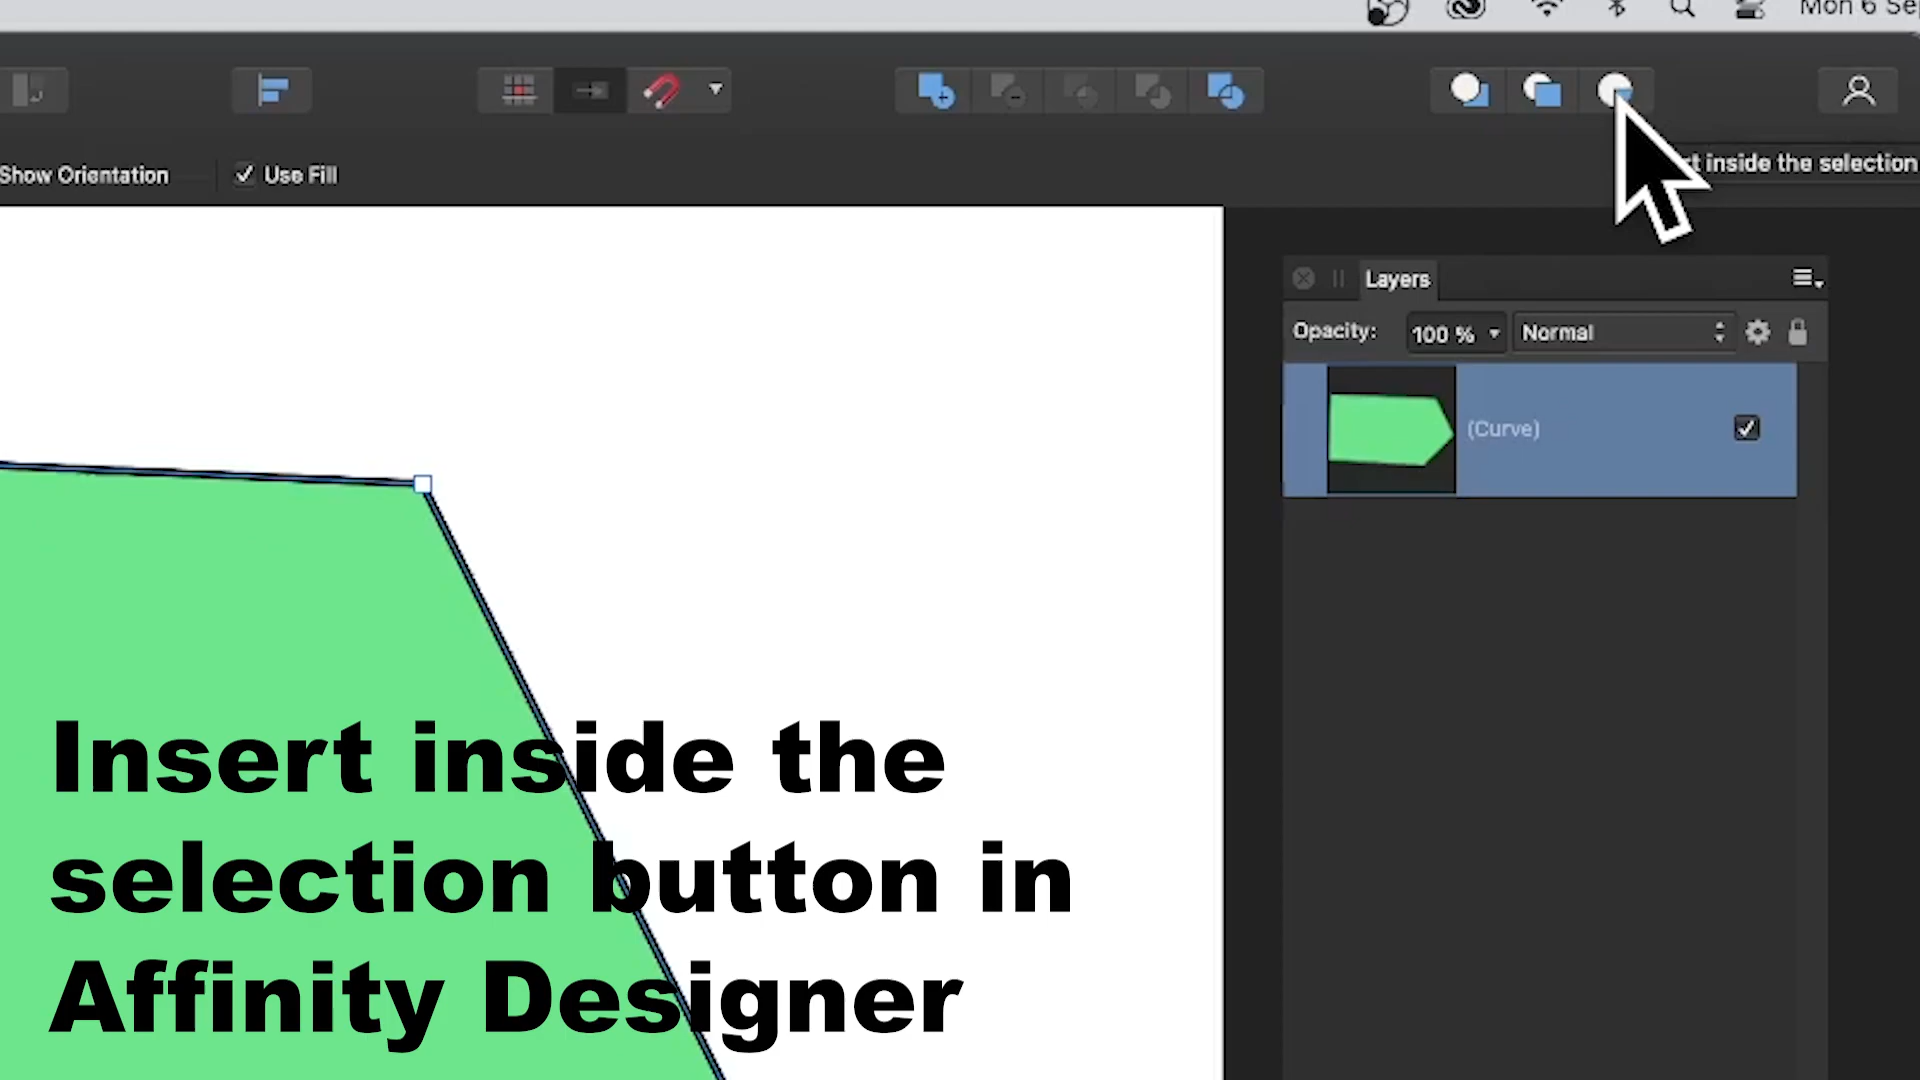 Mon 6 Sep
Show Orientation
Use Fill
inside the selection
Layers
Opacity: 100 % Normal
(Curve)
Insert inside the
selection button in
Affinity Designer